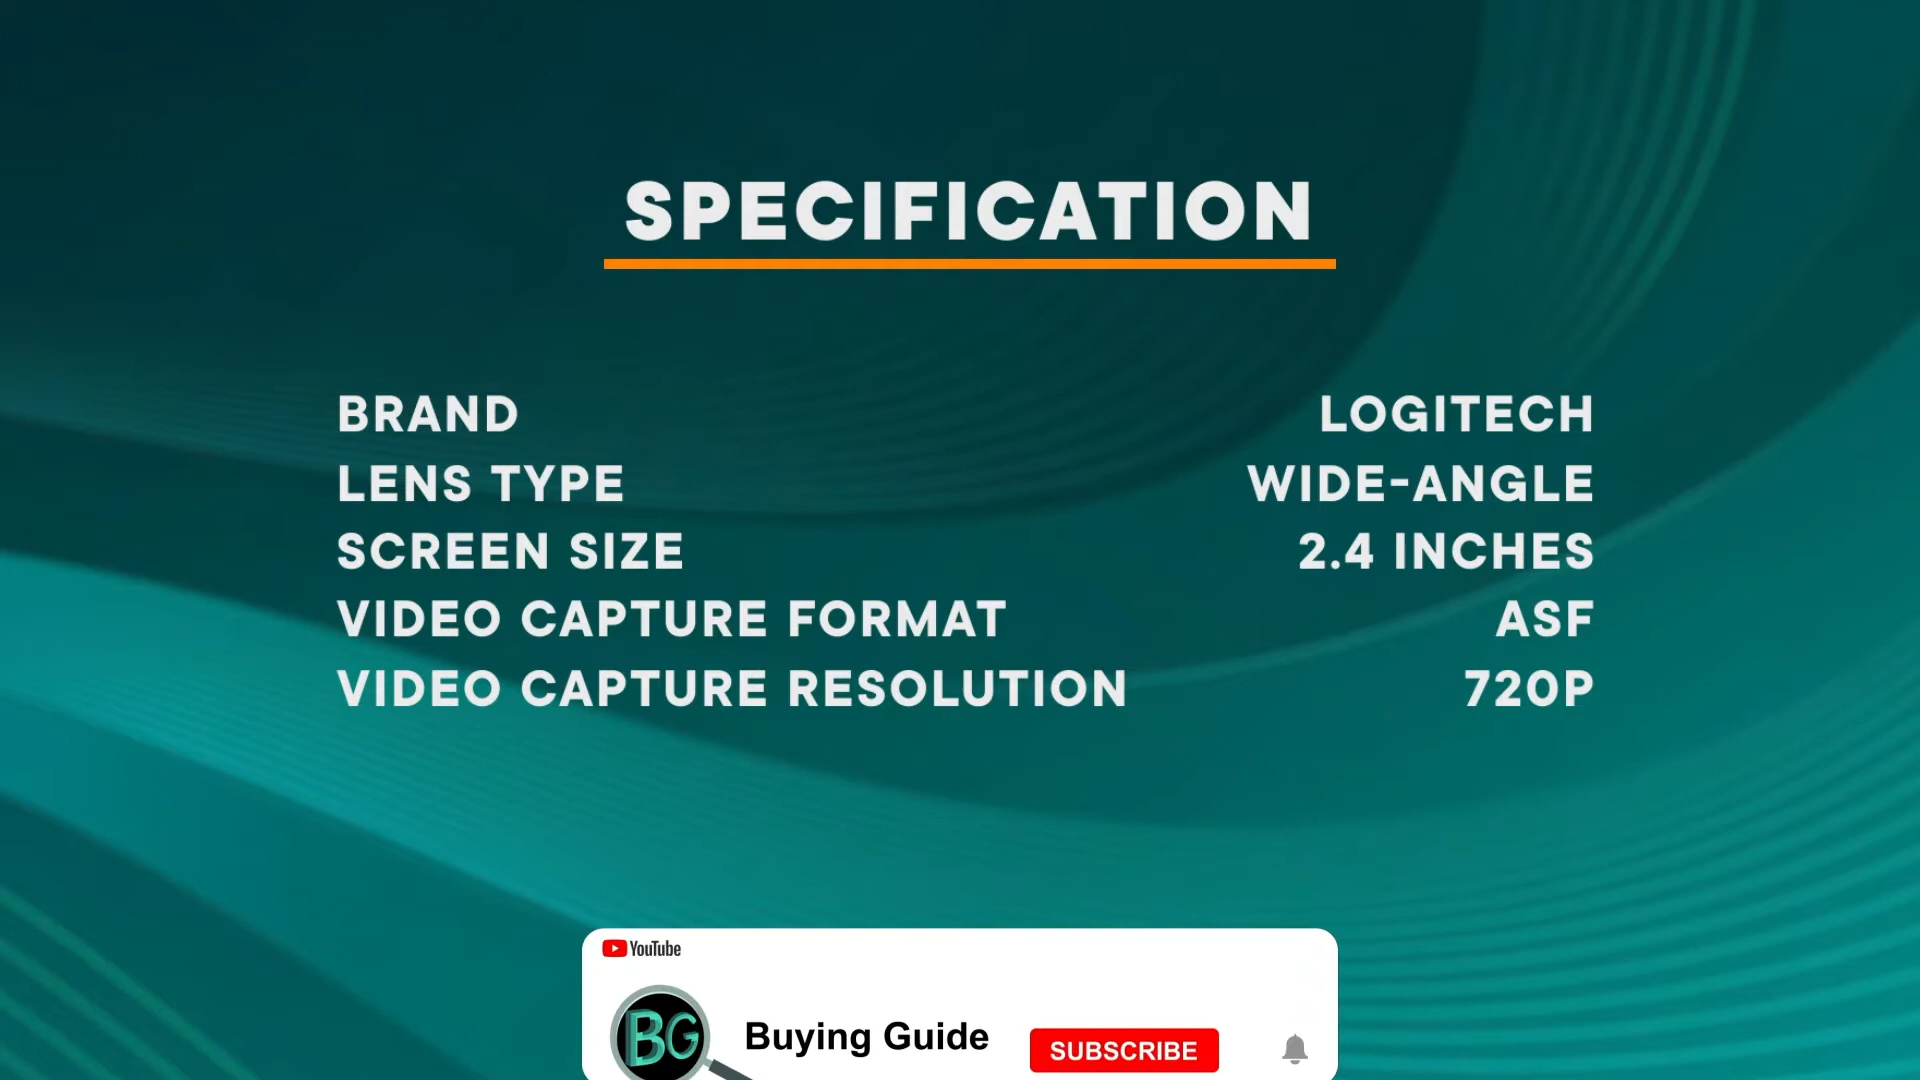 SPECIFICATION
BRAND LOGITECH
LENS TYPE WIDE-ANGLE
SCREEN SIZE 2.4 INCHES
VIDEO CAPTURE FORMAT ASF
VIDEO CAPTURE RESOLUTION 720P
YouTube
BG Buying Guide SUBSCRIBE